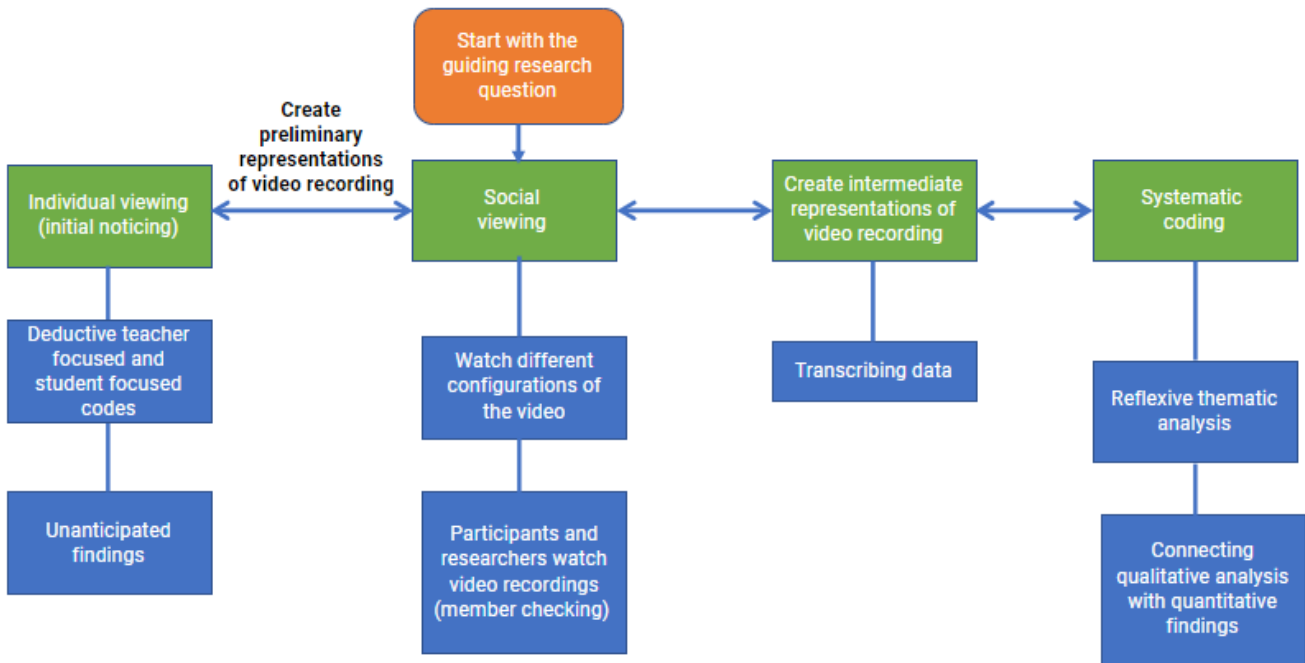 Start with the
guiding research
question
Create
preliminary
representations
of video recording
Individual viewing
(initial noticing)
Social
viewing
Create intermediate
representations of
video recording
Systematic
coding
Deductive teacher
focused and
student focused
codes
Watch different
configurations of
the video
Transcribing data
Reflexive thematic
analysis
Unanticipated
findings
Participants and
researchers watch
video recordings
(member checking)
Connecting
qualitative analysis
with quantitative
findings